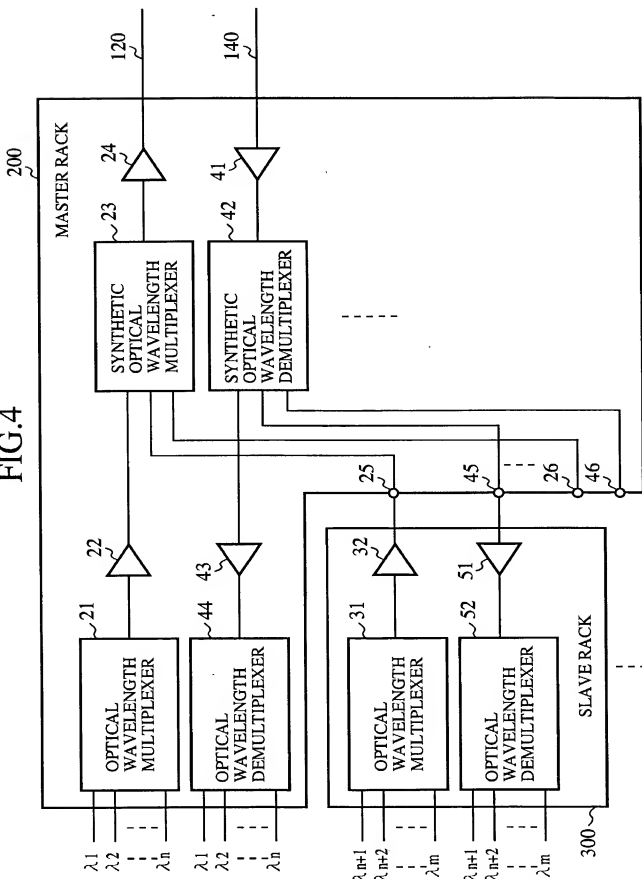 FIG.4
200
MASTER RACK
120
140
24
41
23
SYNTHETIC
OPTICAL
WAVELENGTH
MULTIPLEXER
42
SYNTHETIC
OPTICAL
WAVELENGTH
DEMULTIPLEXER
22
43
21
OPTICAL
WAVELENGTH
MULTIPLEXER
44
OPTICAL
WAVELENGTH
DEMULTIPLEXER
λ1
λ2
λn
λ1
λ2
λn
25
45
26
46
32
51
31
OPTICAL
WAVELENGTH
MULTIPLEXER
52
OPTICAL
WAVELENGTH
DEMULTIPLEXER
SLAVE RACK
λn+1
λn+2
λm
λn+1
λn+2
λm
300